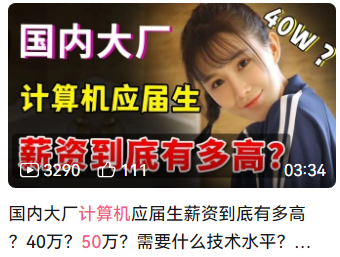 国内大厂
40W？
计算机应届生
薪资到底有多高？
3290 111 03:34
国内大厂计算机应届生薪资到底有多高
？40万？50万？需要什么技术水平？...